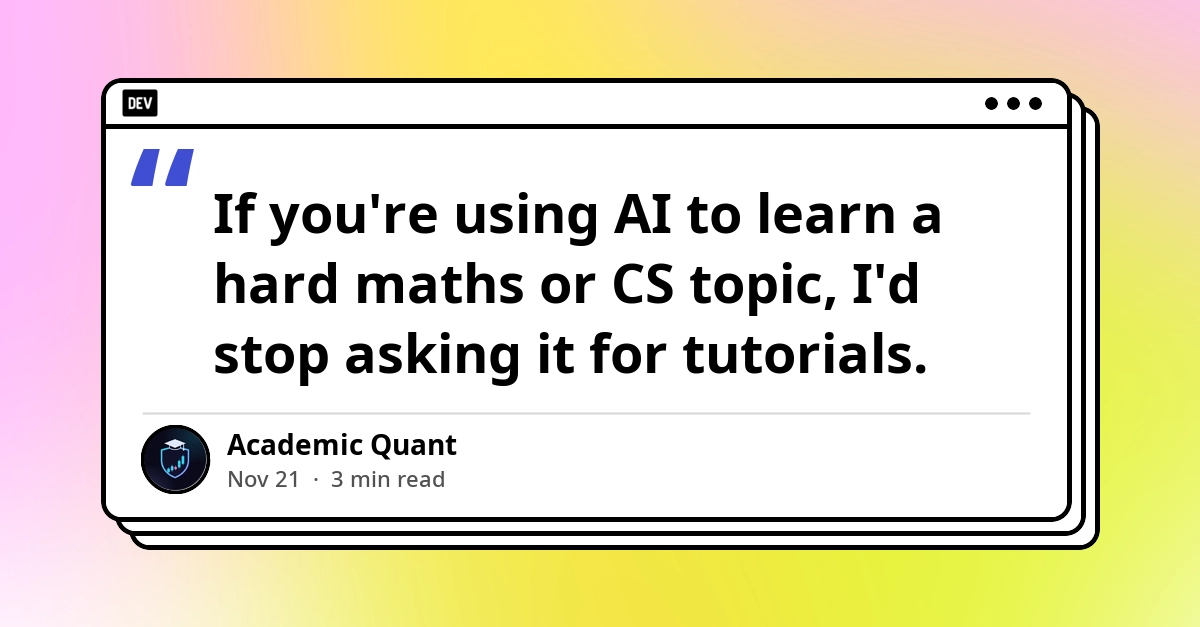 DEV
“
If you're using AI to learn a
hard maths or CS topic, I'd
stop asking it for tutorials.
Academic Quant
Nov 21 · 3 min read